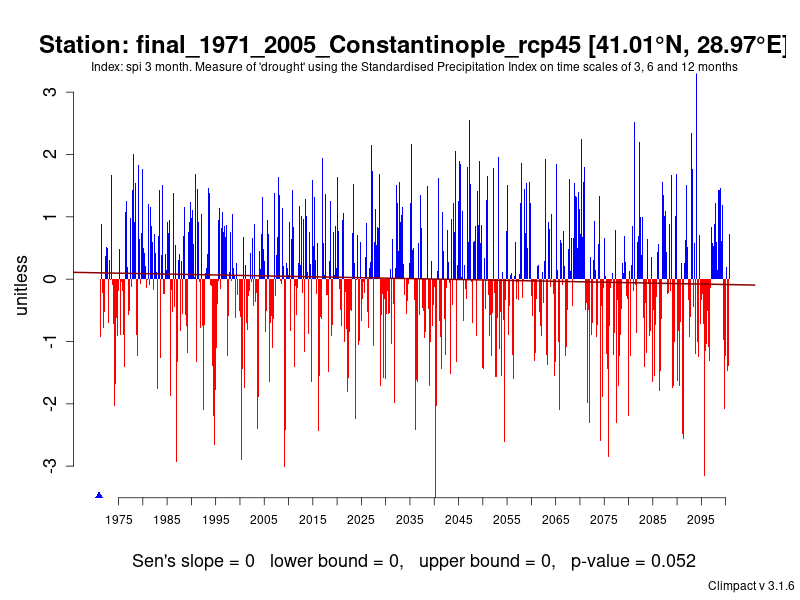 Station: final_1971_2005_Constantinople_rcp45 [41.01°N, 28.97°E]
Index: spi 3 month. Measure of 'drought' using the Standardised Precipitation Index on time scales of 3, 6 and 12 months
3
2
1
0
-1
-2
-3
unitless
1975 1985 1995 2005 2015 2025 2035 2045 2055 2065 2075 2085 2095
Sen's slope = 0 lower bound = 0, upper bound = 0, p-value = 0.052
Climpact v 3.1.6